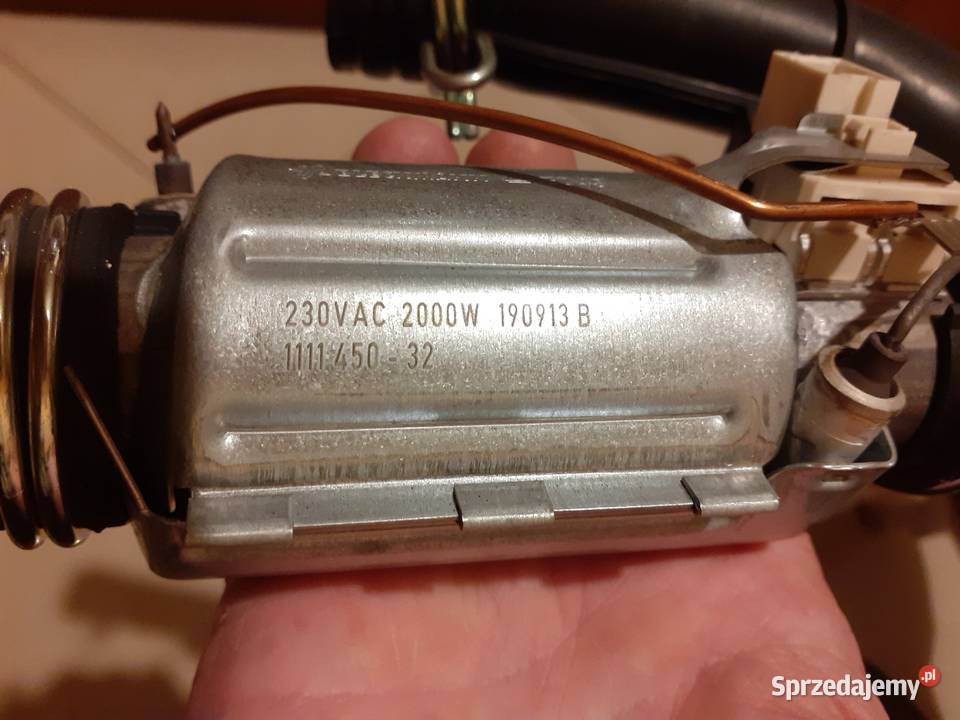 230VAC 2000W 190913 B
1111.450 - 32
Sprzedajemy.pl